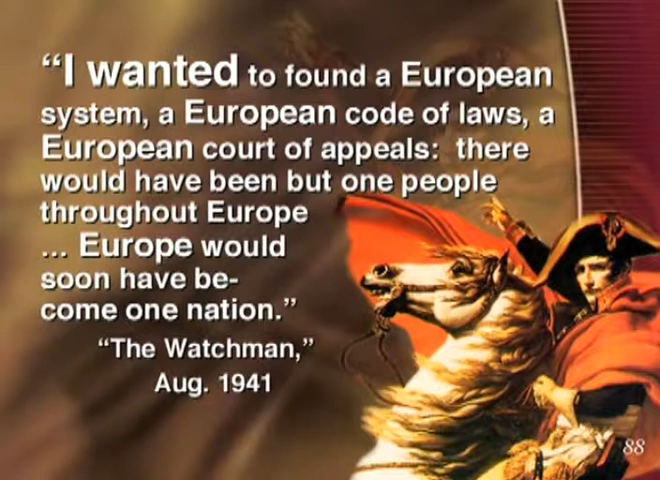 “I wanted to found a European
system, a European code of laws, a
European court of appeals: there
would have been but one people
throughout Europe
... Europe would
soon have be-
come one nation.”
“The Watchman,”
Aug. 1941
88